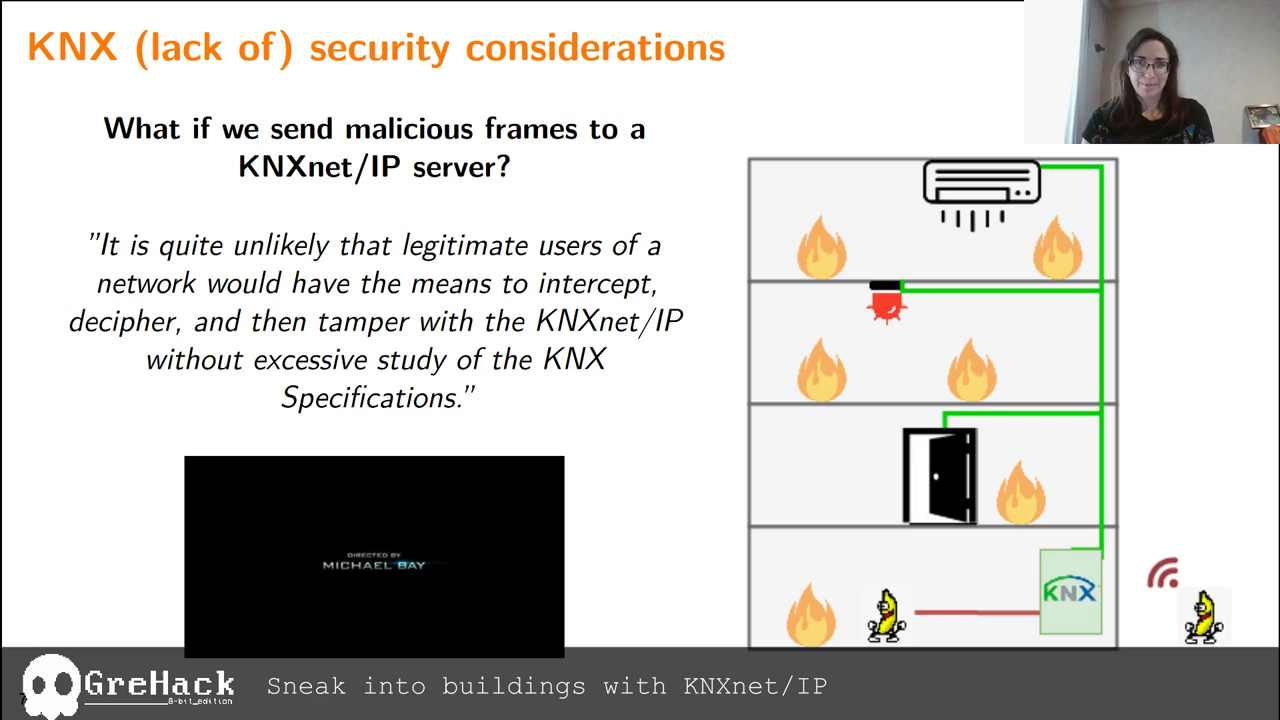 KNX (lack of) security considerations
What if we send malicious frames to a
KNXnet/IP server?
"It is quite unlikely that legitimate users of a
network would have the means to intercept,
decipher, and then tamper with the KNXnet/IP
without excessive study of the KNX
Specifications."
DIRECTED BY
MICHAEL BAY
KNX
GreHack
8-bit_edition
Sneak into buildings with KNXnet/IP